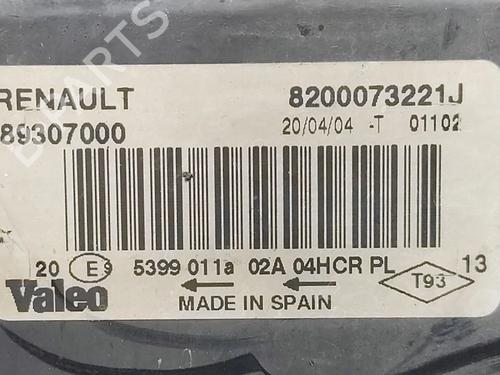 RENAULT 8200073221J
89307000 20/04/04 -T 01102
20 E9 5399 011a 02A 04HCR PL T93 13
Valeo MADE IN SPAIN